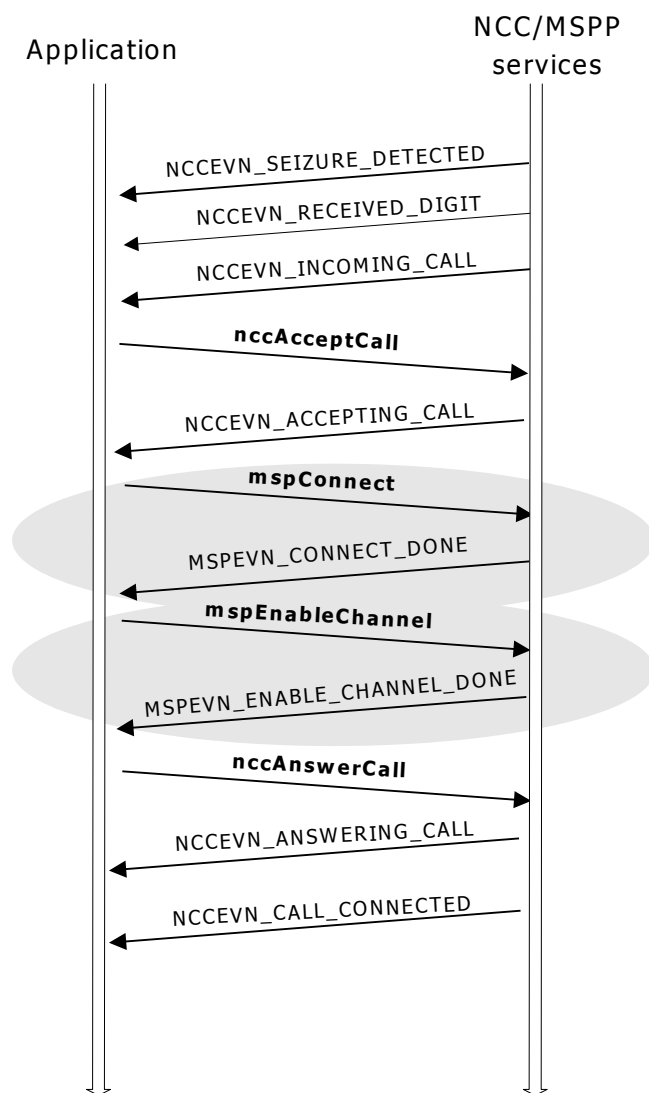 Application
NCC/MSPP
services
NCCEVN_SEIZURE_DETECTED
NCCEVN_RECEIVED_DIGIT
NCCEVN_INCOMING_CALL
nccAcceptCall
NCCEVN_ACCEPTING_CALL
mspConnect
MSPEVN_CONNECT_DONE
mspEnableChannel
MSPEVN_ENABLE_CHANNEL_DONE
nccAnswerCall
NCCEVN_ANSWERING_CALL
NCCEVN_CALL_CONNECTED